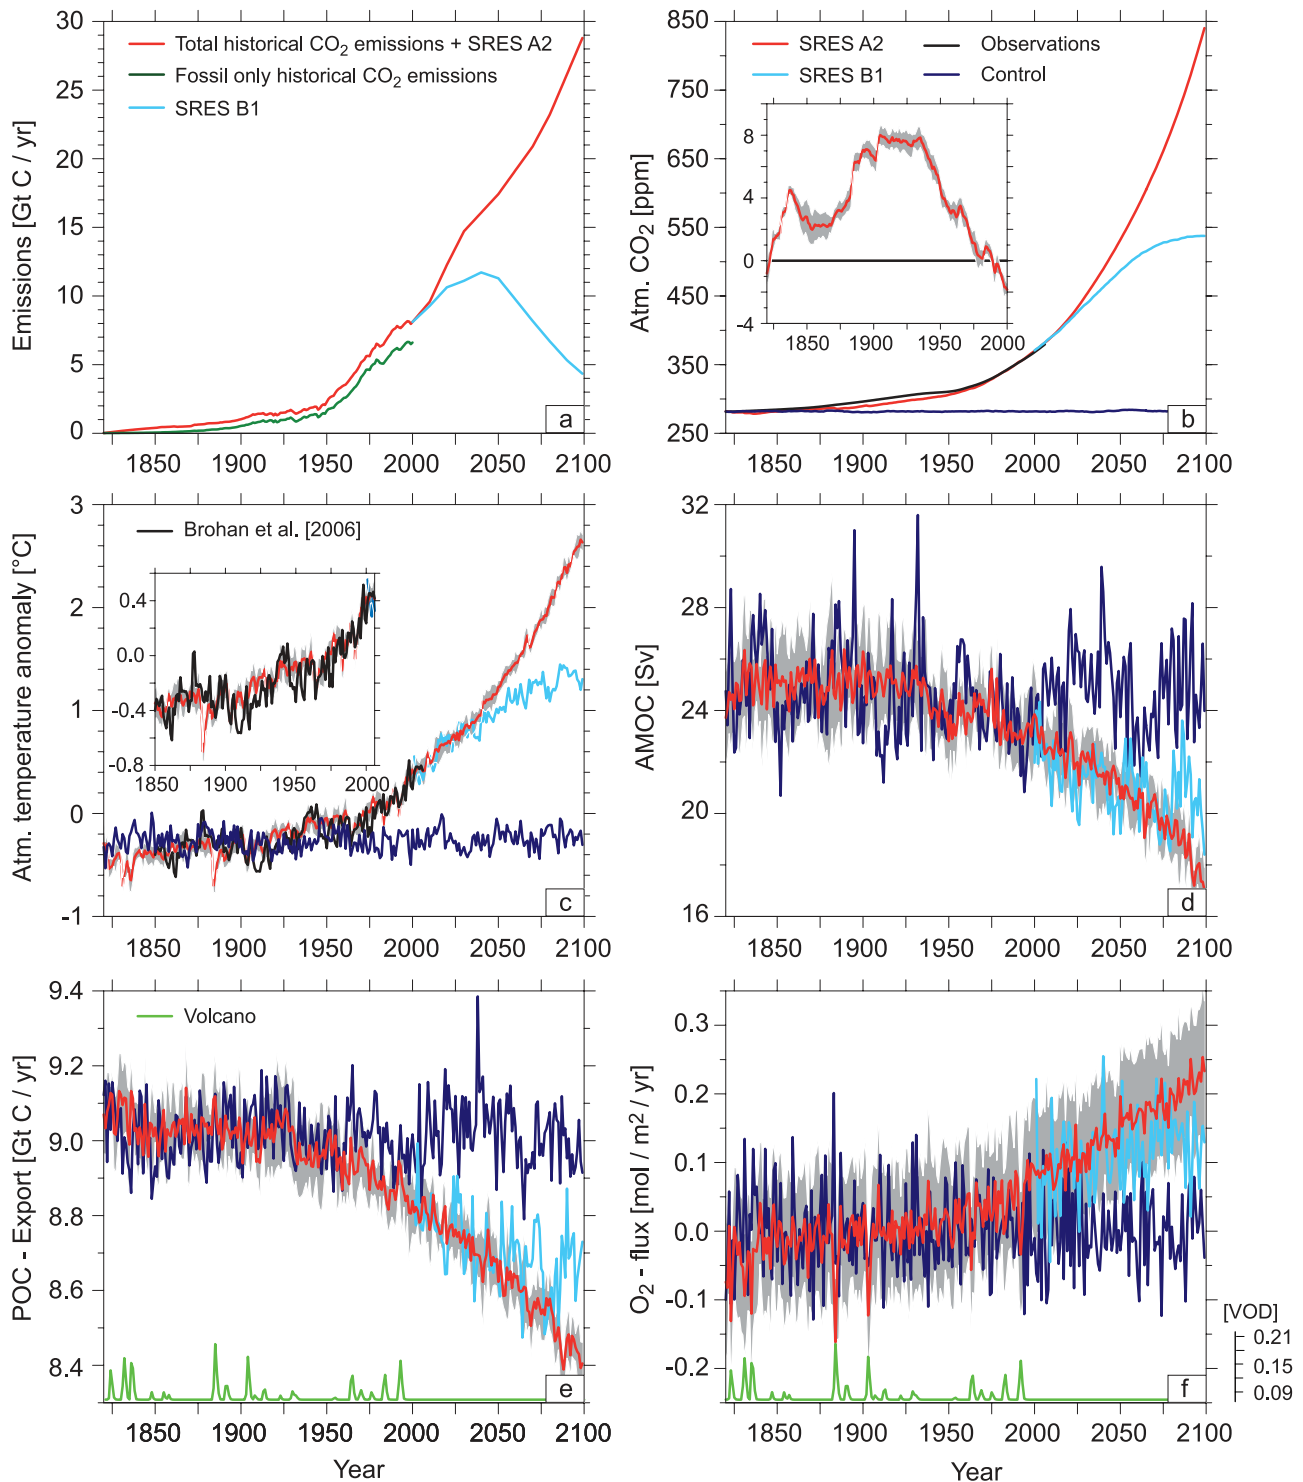 Emissions [Gt C / yr]
30
25
20
15
10
5
0
Total historical CO2 emissions + SRES A2
Fossil only historical CO2 emissions
SRES B1
a
1850 1900 1950 2000 2050 2100
Atm. CO2 [ppm]
850
750
650
550
450
350
250
SRES A2
SRES B1
Observations
Control
8
4
0
-4
1850 1900 1950 2000
b
1850 1900 1950 2000 2050 2100
Atm. temperature anomaly [°C]
3
2
1
0
-1
Brohan et al. [2006]
0.4
0.0
-0.4
-0.8
1850 1900 1950 2000
c
1850 1900 1950 2000 2050 2100
AMOC [Sv]
32
28
24
20
16
d
1850 1900 1950 2000 2050 2100
POC - Export [Gt C / yr]
9.4
9.2
9.0
8.8
8.6
8.4
Volcano
e
1850 1900 1950 2000 2050 2100
Year
O2 - flux [mol / m2 / yr]
0.3
0.2
0.1
0.0
-0.1
-0.2
f
[VOD]
0.21
0.15
0.09
1850 1900 1950 2000 2050 2100
Year